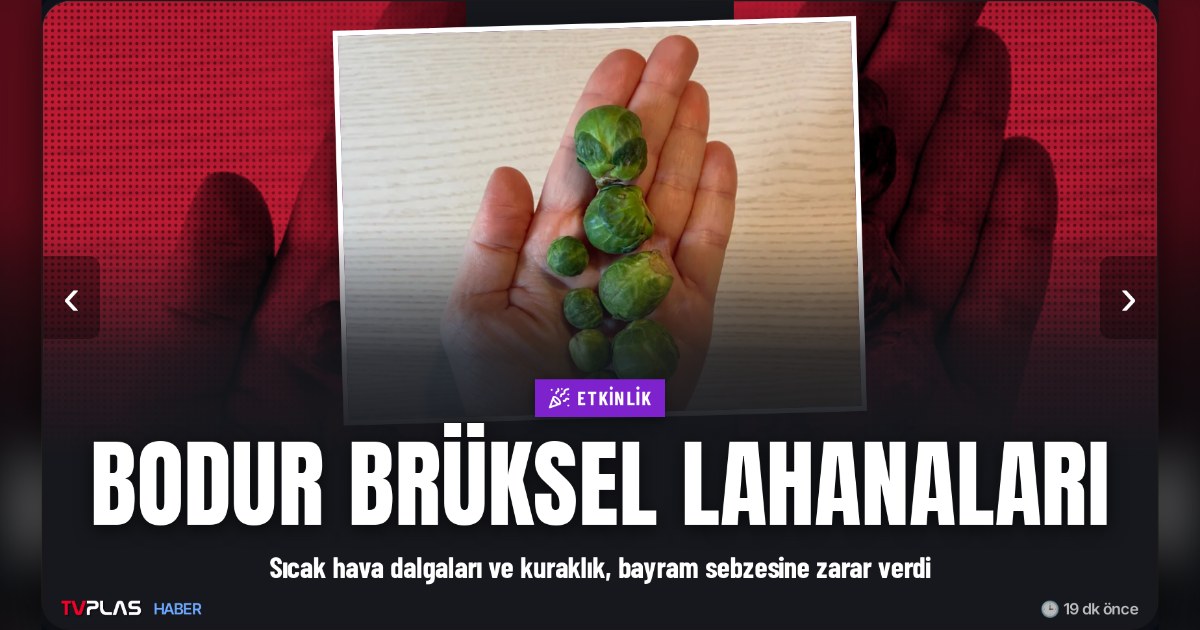 ETKİNLİK
BODUR BRÜKSEL LAHANALARI
Sıcak hava dalgaları ve kuraklık, bayram sebzesine zarar verdi
TVPLAS HABER
19 dk önce